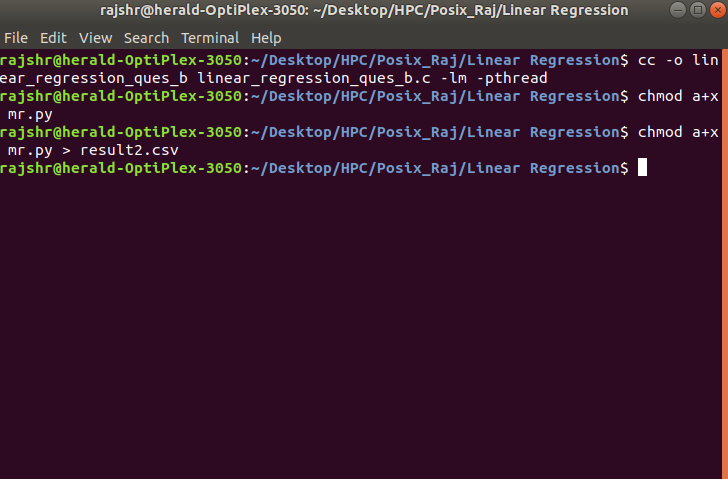 rajshr@herald-OptiPlex-3050: ~/Desktop/HPC/Posix_Raj/Linear Regression
File Edit View Search Terminal Help
rajshr@herald-OptiPlex-3050:~/Desktop/HPC/Posix_Raj/Linear Regression$ cc -o lin
ear_regression_ques_b linear_regression_ques_b.c -lm -pthread
rajshr@herald-OptiPlex-3050:~/Desktop/HPC/Posix_Raj/Linear Regression$ chmod a+x
mr.py
rajshr@herald-OptiPlex-3050:~/Desktop/HPC/Posix_Raj/Linear Regression$ chmod a+x
mr.py > result2.csv
rajshr@herald-OptiPlex-3050:~/Desktop/HPC/Posix_Raj/Linear Regression$